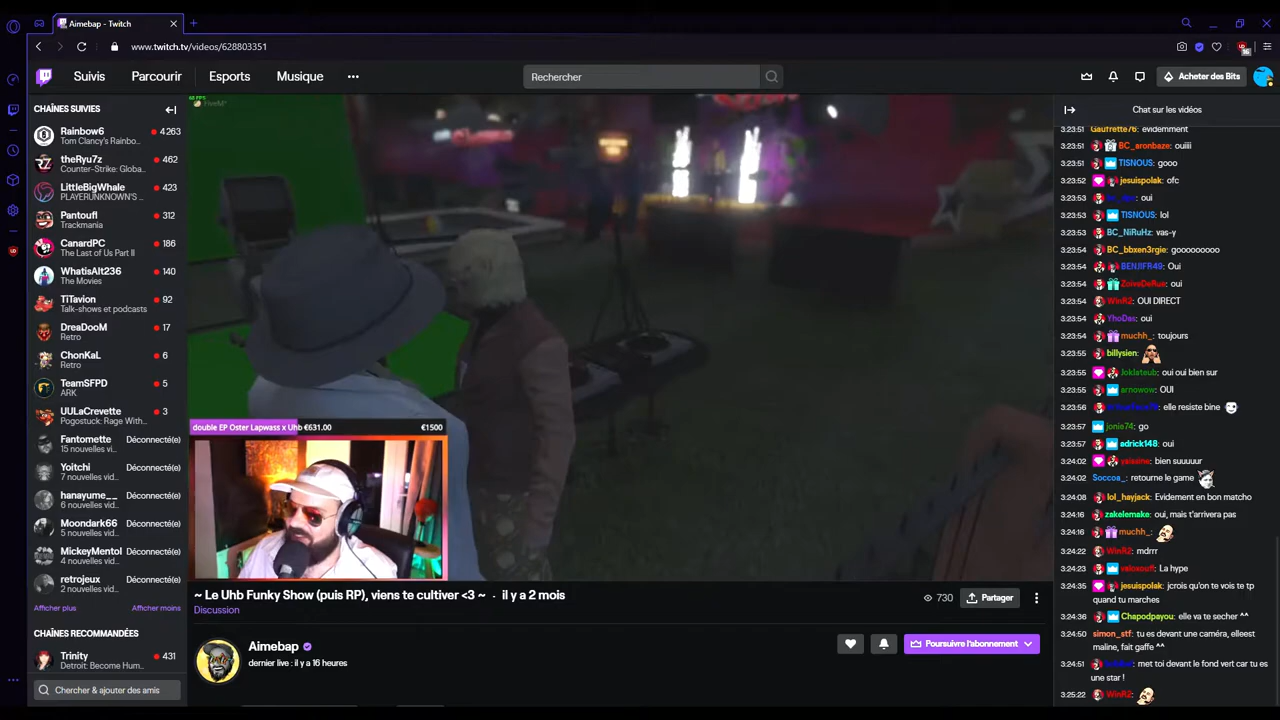 Aimebap - Twitch
www.twitch.tv/videos/628803351
Suivis
Parcourir
Esports
Musique
Rechercher
Acheter des Bits
CHAÎNES SUIVIES
Rainbow6
4 263
Tom Clancy's Rainbo...
theRyu7z
462
Counter-Strike: Globa...
LittleBigWhale
423
PLAYERUNKNOWN'S ...
Pantoufl
312
Trackmania
CanardPC
186
The Last of Us Part II
WhatisAlt236
140
The Movies
TiTavion
92
Talk-shows et podcasts
DreaDooM
17
Retro
ChonKaL
6
Retro
TeamSFPD
5
ARK
UULaCrevette
3
Pogostuck: Rage With...
Fantomette
Déconnecté(e)
15 nouvelles vid...
Yoitchi
Déconnecté(e)
7 nouvelles vid...
hanayume__
Déconnecté(e)
6 nouvelles vid...
Moondark66
Déconnecté(e)
5 nouvelles vid...
MickeyMentol
Déconnecté(e)
4 nouvelles vid...
retrojeux
Déconnecté(e)
2 nouvelles vid...
Afficher plus
Afficher moins
CHAÎNES RECOMMANDÉES
Trinity
431
Detroit: Become Hum...
Chercher & ajouter des amis
FiveM
double EP Oster Lapwass x Uhb €631.00
€1500
~ Le Uhb Funky Show (puis RP), viens te cultiver <3 ~ · il y a 2 mois
Discussion
730
Partager
Aimebap
dernier live : il y a 16 heures
Poursuivre l'abonnement
Chat sur les vidéos
3:23:51 Gaufrette76: evidemment
3:23:51 BC_aronbaze: ouiiii
3:23:51 TISNOUS: gooo
3:23:52 jesuispolak: ofc
3:23:53 oui
3:23:53 TISNOUS: lol
3:23:53 BC_NiRuHz: vas-y
3:23:54 BC_bbxen3rgie: gooooooooo
3:23:54 BENJIFR49: Oui
3:23:54 ZoiveDeRus: oui
3:23:54 WinR2: OUI DIRECT
3:23:54 YhoDas: oui
3:23:54 muchh_: toujours
3:23:55 billysien:
3:23:55 Joklateub: oui oui bien sur
3:23:55 arnowow: OUI
3:23:56 elle resiste bine
3:23:57 jonie74: go
3:23:57 adrick148: oui
3:24:02 yaissine: bien suuuuur
3:24:02 Soccoa_: retourne le game
3:24:08 lol_hayjack: Evidement en bon matcho
3:24:16 zakelemake: oui, mais t'arrivera pas
3:24:16 muchh_:
3:24:22 WinR2: mdrrr
3:24:23 valoxouff: La hype
3:24:35 jesuispolak: jcrois qu'on te vois te tp
quand tu marches
3:24:36 Chapodpayou: elle va te secher ^^
3:24:50 simon_stf: tu es devant une caméra, elleest
maline, fait gaffe ^^
3:24:51 met toi devant le fond vert car tu es
une star !
3:25:22 WinR2: